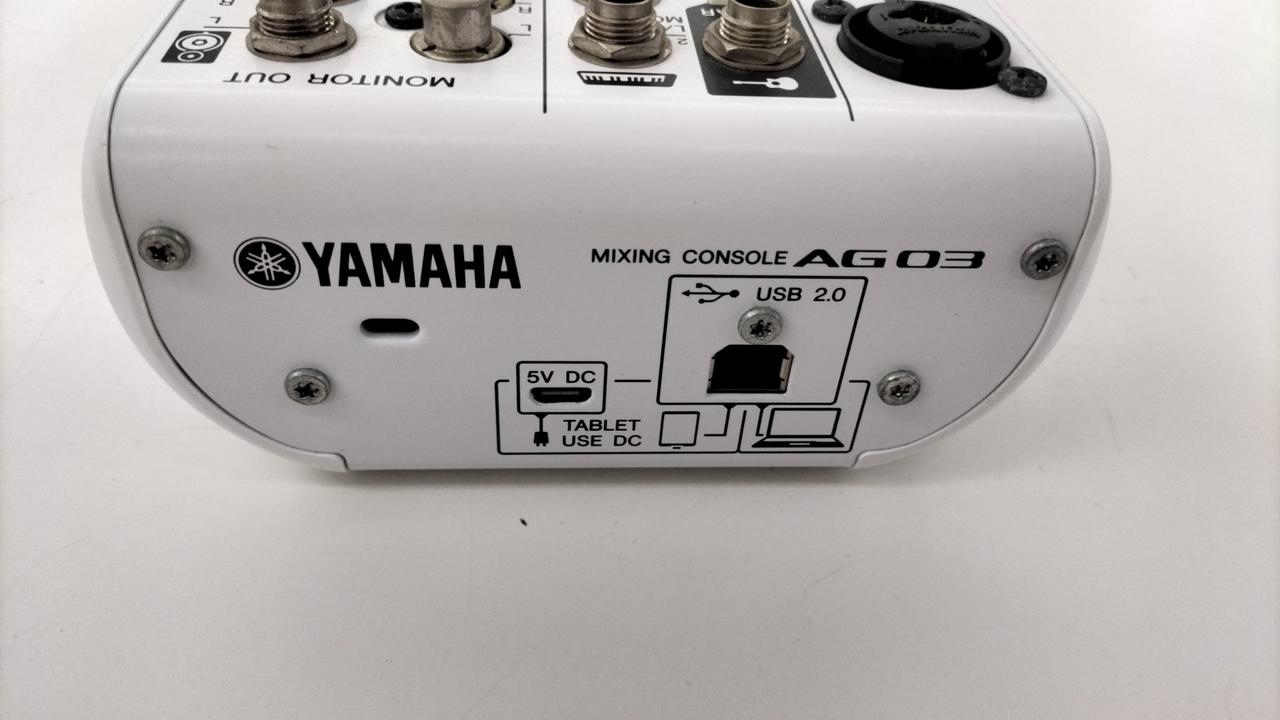 MONITOR OUT
YAMAHA
MIXING CONSOLE AG03
USB 2.0
5V DC
TABLET
USE DC